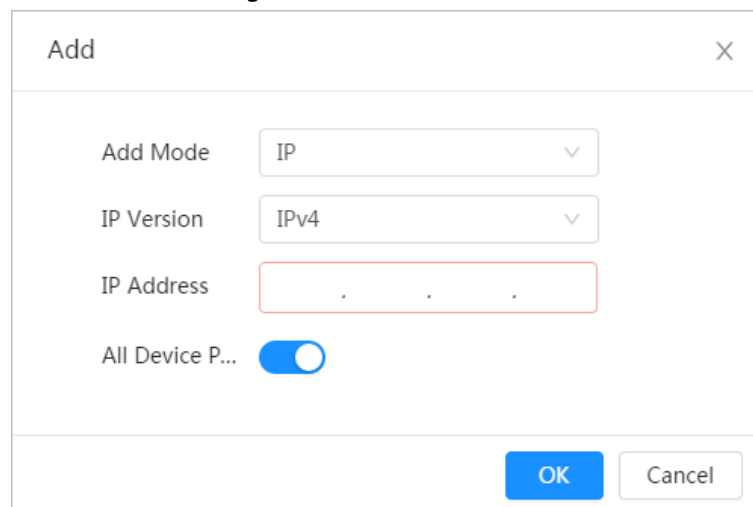 Add
Add Mode IP
IP Version IPv4
IP Address . . .
All Device P...
OK Cancel